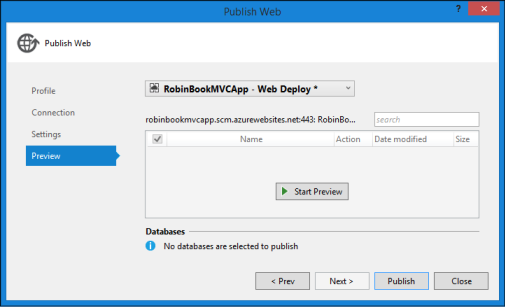 Publish Web
?
Publish Web
Profile
Connection
Settings
Preview
RobinBookMVCApp - Web Deploy *
robinbookmvcapp.scm.azurewebsites.net:443: RobinBo...
search
Name Action Date modified Size
Start Preview
Databases
No databases are selected to publish
< Prev Next > Publish Close